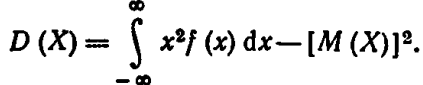 D (X) = ∫_{-∞}^{∞} x²f (x) dx—[M (X)]².